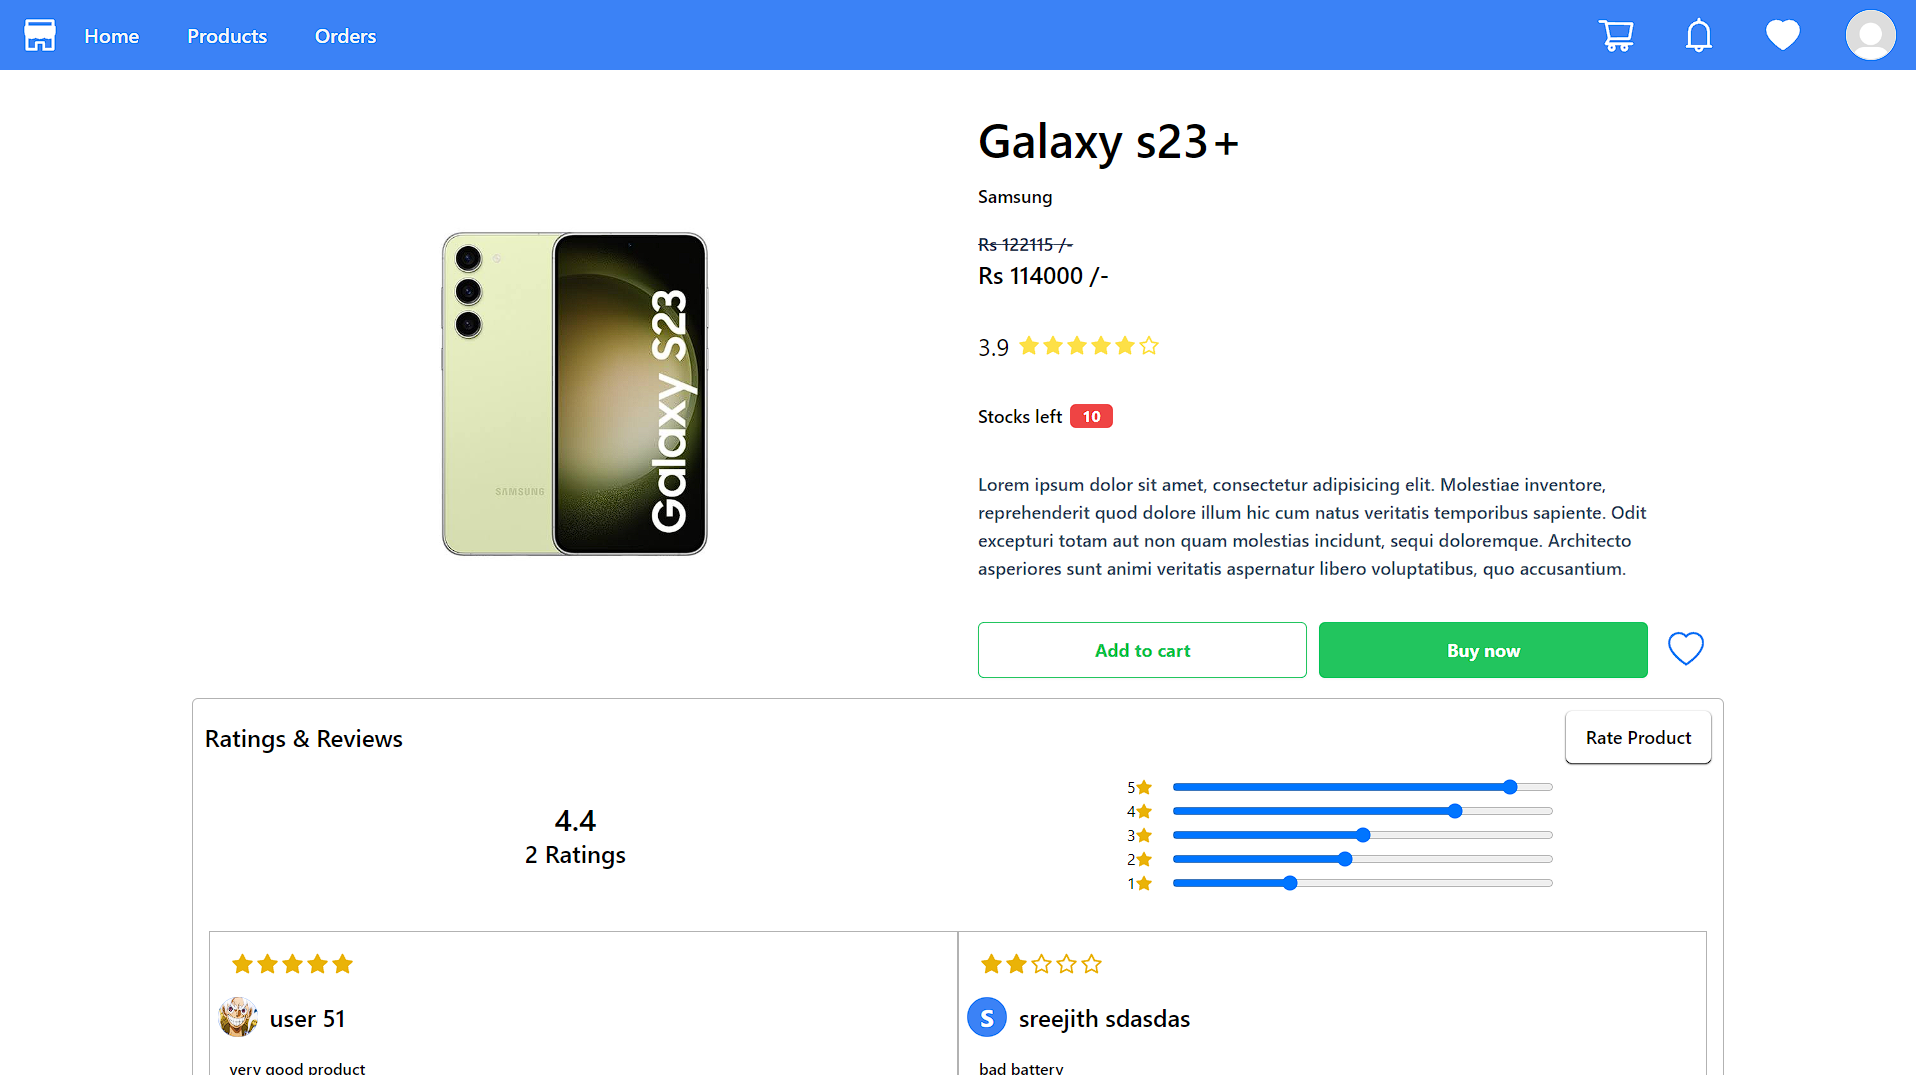 Home Products Orders
Galaxy s23+
Samsung
Rs 122115 /-
Rs 114000 /-
3.9
Stocks left 10
Lorem ipsum dolor sit amet, consectetur adipisicing elit. Molestiae inventore,
reprehenderit quod dolore illum hic cum natus veritatis temporibus sapiente. Odit
excepturi totam aut non quam molestias incidunt, sequi doloremque. Architecto
asperiores sunt animi veritatis aspernatur libero voluptatibus, quo accusantium.
Galaxy S23
SAMSUNG
Add to cart
Buy now
Ratings & Reviews
Rate Product
4.4
2 Ratings
5
4
3
2
1
user 51
very good product
S
sreejith sdasdas
bad battery